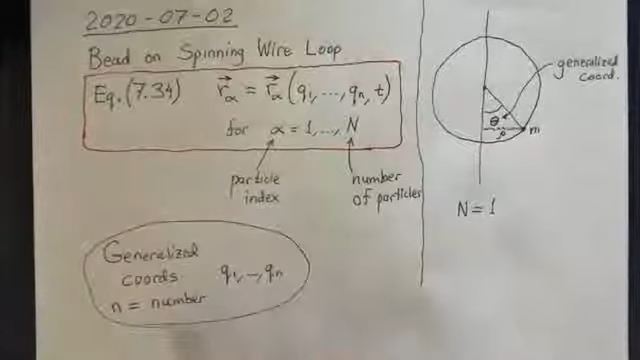 2020-07-02
Bead on Spinning Wire Loop
Eq.(7.34) r⃗α = r⃗α (q1, ..., qn, t)
for α = 1, ..., N
particle index
number of particles
Generalized
coords. q1, ..., qn
n = number
generalized
coord.
θ
ρ
m
N = 1